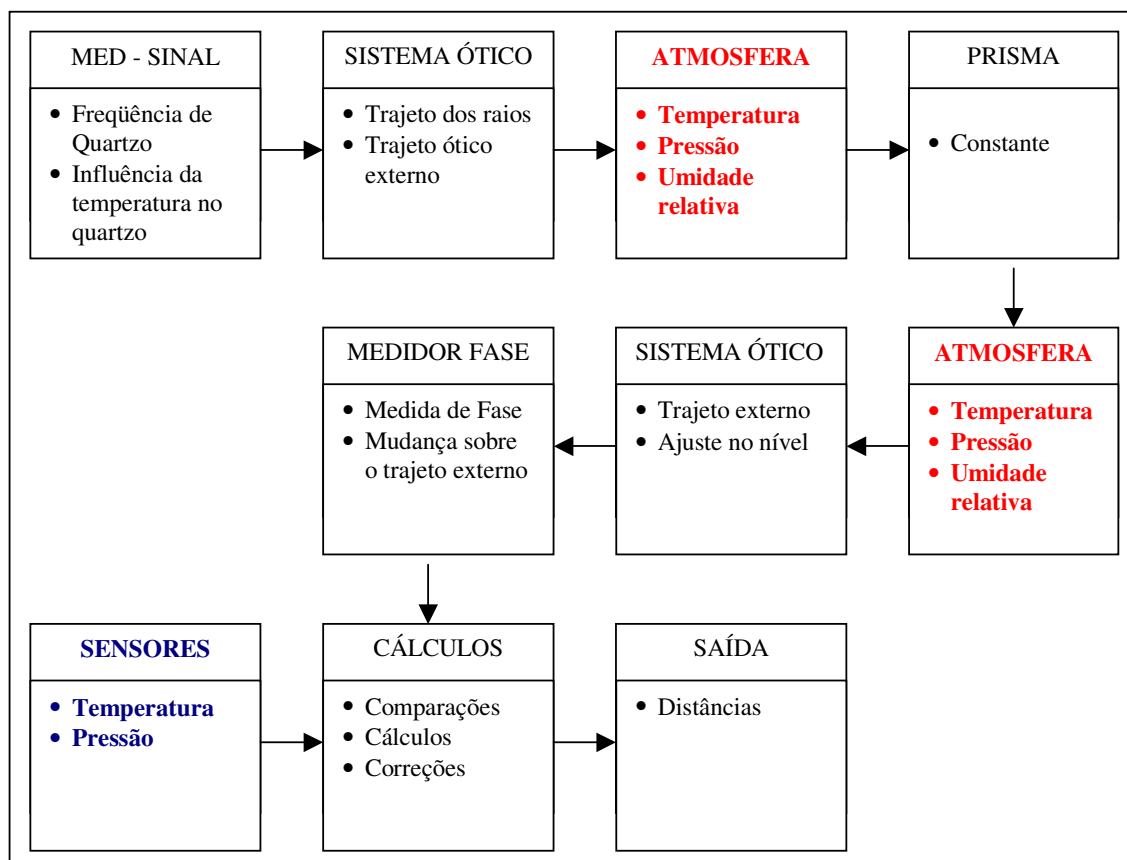 MED - SINAL
• Freqüência de
Quartzo
• Influência da
temperatura no
quartzo
SISTEMA ÓTICO
• Trajeto dos raios
• Trajeto ótico
externo
ATMOSFERA
• Temperatura
• Pressão
• Umidade
relativa
PRISMA
• Constante
MEDIDOR FASE
• Medida de Fase
• Mudança sobre
o trajeto externo
SISTEMA ÓTICO
• Trajeto externo
• Ajuste no nível
ATMOSFERA
• Temperatura
• Pressão
• Umidade
relativa
SENSORES
• Temperatura
• Pressão
CÁLCULOS
• Comparações
• Cálculos
• Correções
SAÍDA
• Distâncias